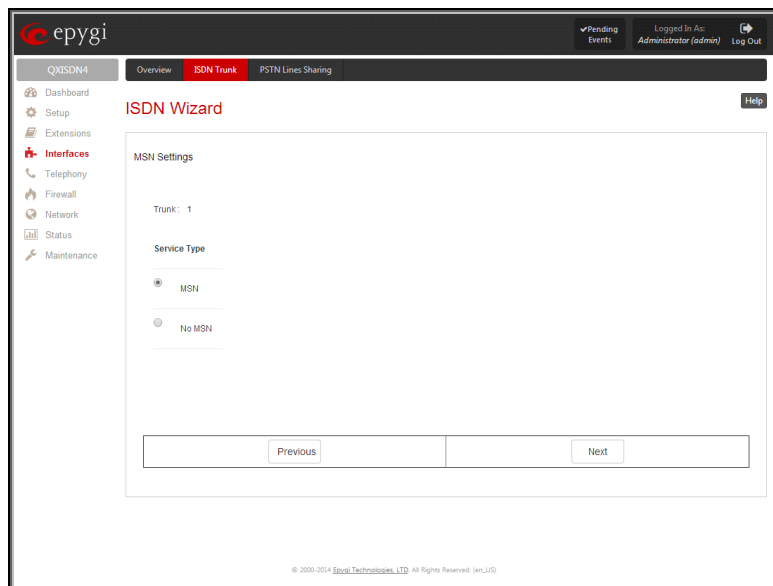 epygi
✔Pending Events
Logged In As:
Administrator (admin)
Log Out
QXISDN4
Overview
ISDN Trunk
PSTN Lines Sharing
Dashboard
Setup
Extensions
Interfaces
Telephony
Firewall
Network
Status
Maintenance
ISDN Wizard
Help
MSN Settings
Trunk: 1
Service Type
MSN
No MSN
Previous
Next
© 2000-2014 Epygi Technologies, LTD. All Rights Reserved. (en_US)